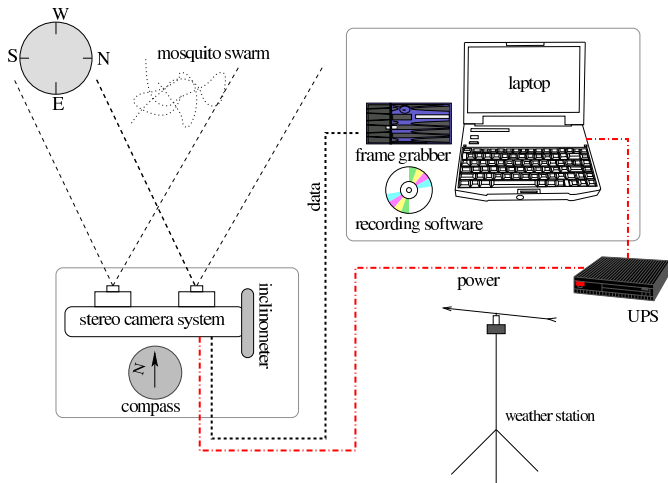 W
S
N
E
mosquito swarm
laptop
frame grabber
recording software
data
power
UPS
stereo camera system
inclinometer
N
compass
weather station